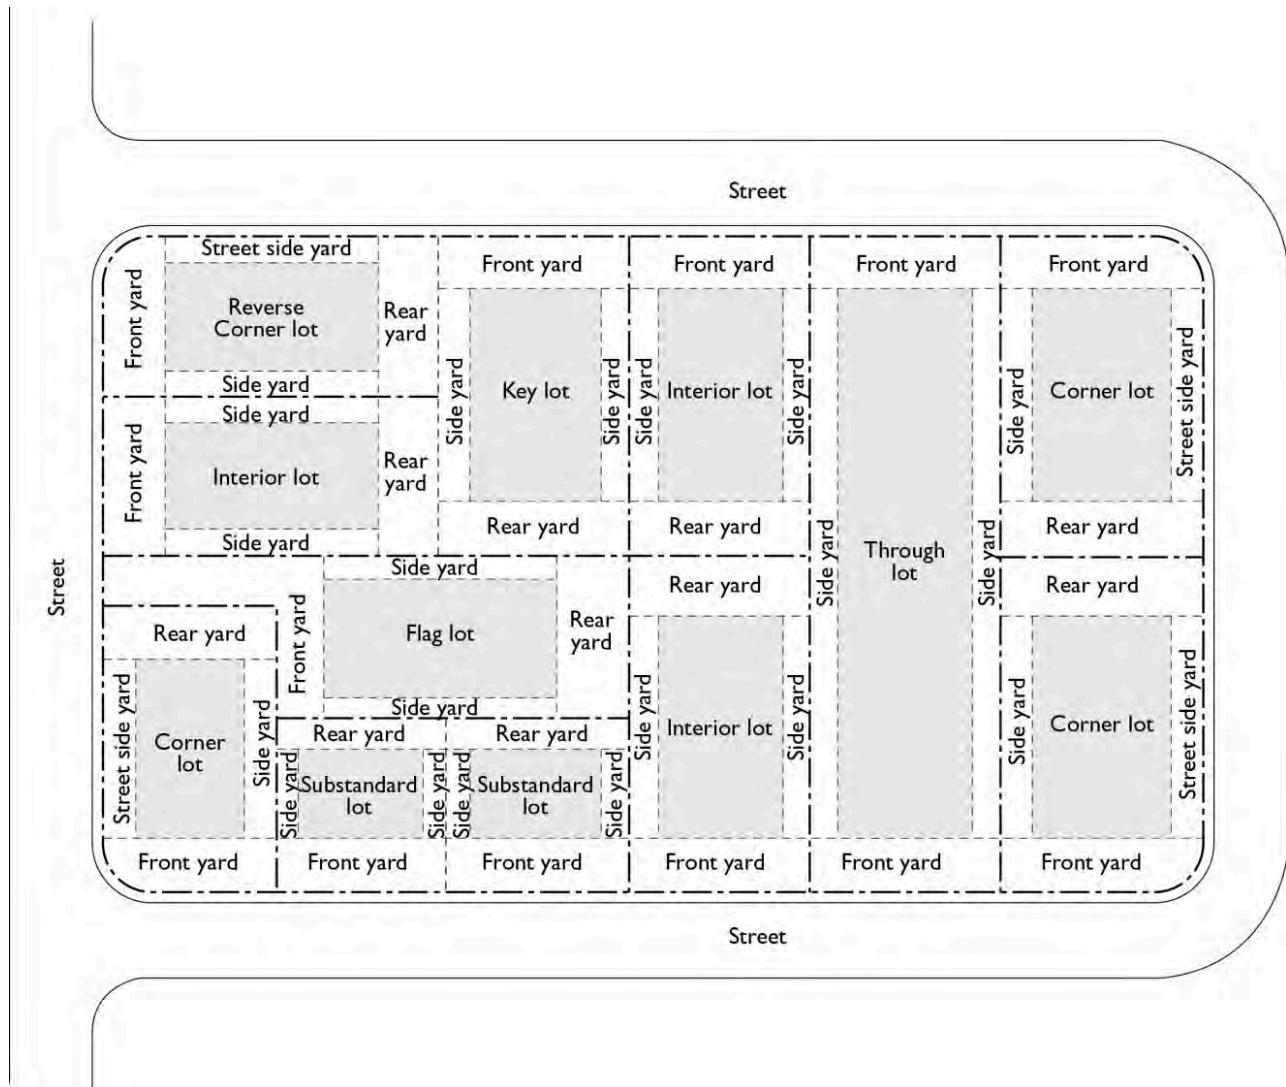 Street
Street side yard
Front yard
Reverse
Corner lot
Rear
yard
Side yard
Front yard
Side yard
Interior lot
Rear
yard
Side yard
Front yard
Side yard
Key lot
Side yard
Rear yard
Front yard
Side yard
Interior lot
Side yard
Rear yard
Front yard
Side yard
Through
lot
Side yard
Front yard
Front yard
Side yard
Corner lot
Street side yard
Rear yard
Street
Rear yard
Street side yard
Corner
lot
Side yard
Front yard
Side yard
Front yard
Flag lot
Rear
yard
Side yard
Rear yard
Side yard
Substandard
lot
Side yard
Front yard
Rear yard
Side yard
Substandard
lot
Side yard
Front yard
Rear yard
Side yard
Interior lot
Side yard
Front yard
Rear yard
Side yard
Corner lot
Street side yard
Front yard
Street